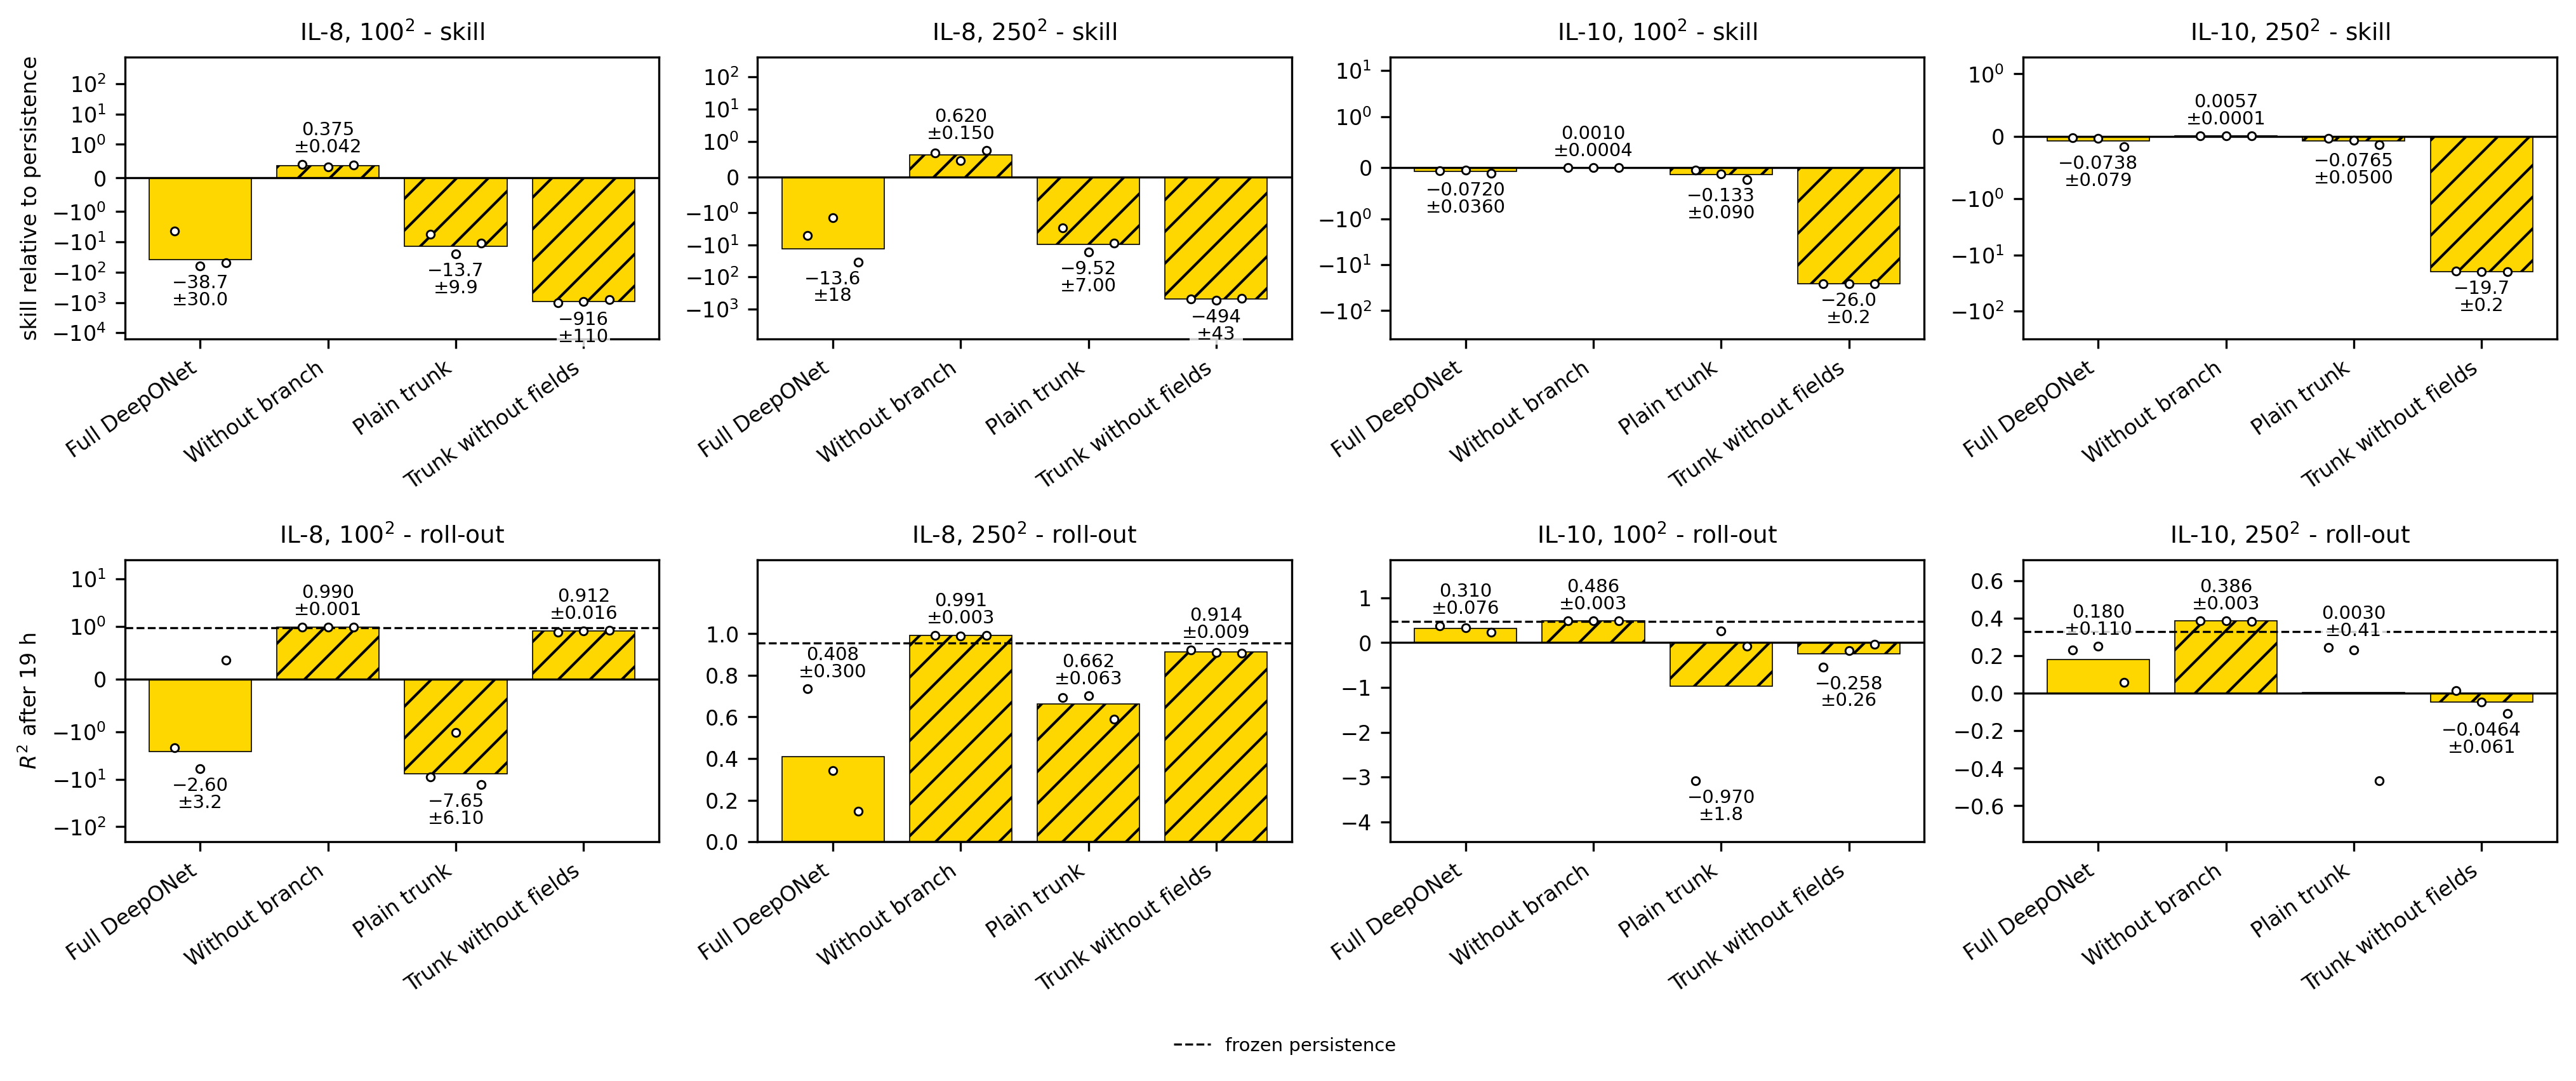 IL-8, 100² - skill
skill relative to persistence
10²
10¹
10⁰
0
−10⁰
−10¹
−10²
−10³
−10⁴
−38.7
±30.0
0.375
±0.042
−13.7
±9.9
−916
±110
Full DeepONet
Without branch
Plain trunk
Trunk without fields
IL-8, 250² - skill
10²
10¹
10⁰
0
−10⁰
−10¹
−10²
−10³
−13.6
±18
0.620
±0.150
−9.52
±7.00
−494
±43
Full DeepONet
Without branch
Plain trunk
Trunk without fields
IL-10, 100² - skill
10¹
10⁰
0
−10⁰
−10¹
−10²
−0.0720
±0.0360
0.0010
±0.0004
−0.133
±0.090
−26.0
±0.2
Full DeepONet
Without branch
Plain trunk
Trunk without fields
IL-10, 250² - skill
10⁰
0
−10⁰
−10¹
−10²
−0.0738
±0.079
0.0057
±0.0001
−0.0765
±0.0500
−19.7
±0.2
Full DeepONet
Without branch
Plain trunk
Trunk without fields
IL-8, 100² - roll-out
R² after 19 h
10¹
10⁰
0
−10⁰
−10¹
−10²
−2.60
±3.2
0.990
±0.001
−7.65
±6.10
0.912
±0.016
Full DeepONet
Without branch
Plain trunk
Trunk without fields
IL-8, 250² - roll-out
1.0
0.8
0.6
0.4
0.2
0.0
0.408
±0.300
0.991
±0.003
0.662
±0.063
0.914
±0.009
Full DeepONet
Without branch
Plain trunk
Trunk without fields
IL-10, 100² - roll-out
1
0
−1
−2
−3
−4
0.310
±0.076
0.486
±0.003
−0.970
±1.8
−0.258
±0.26
Full DeepONet
Without branch
Plain trunk
Trunk without fields
IL-10, 250² - roll-out
0.6
0.4
0.2
0.0
−0.2
−0.4
−0.6
0.180
±0.110
0.386
±0.003
0.0030
±0.41
−0.0464
±0.061
Full DeepONet
Without branch
Plain trunk
Trunk without fields
frozen persistence